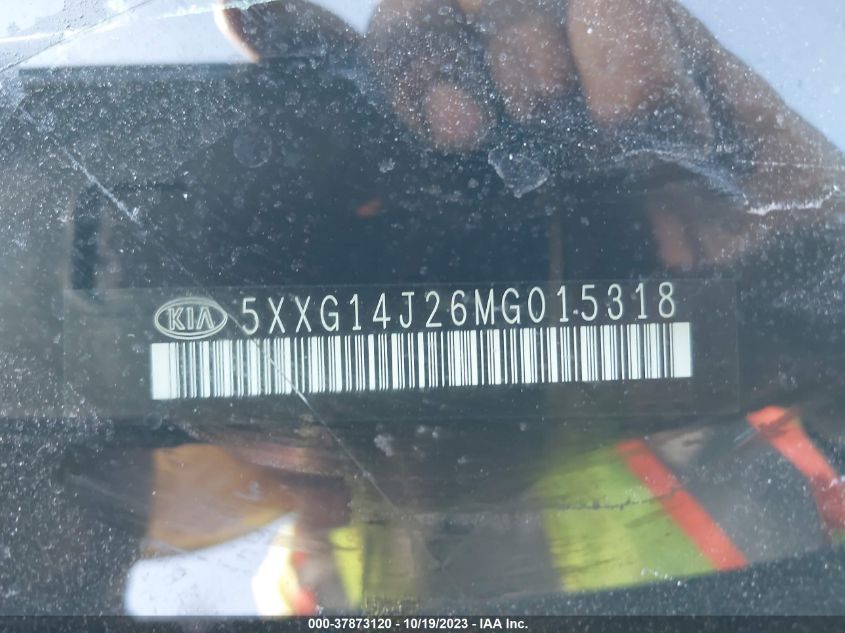 KIA 5XXG14J26MG015318
000-37873120 - 10/19/2023 - IAA Inc.